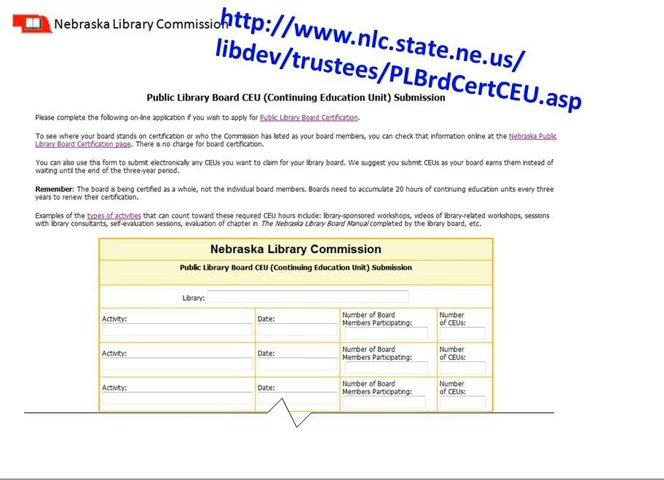 Nebraska Library Commission
http://www.nlc.state.ne.us/
libdev/trustees/PLBrdCertCEU.asp
Public Library Board CEU (Continuing Education Unit) Submission
Please complete the following on-line application if you wish to apply for Public Library Board Certification.
To see where your board stands on certification or who the Commission has listed as your board members, you can check that information online at the Nebraska Public
Library Board Certification page. There is no charge for board certification.
You can also use this form to submit electronically any CEUs you want to claim for your library board. We suggest you submit CEUs as your board earns them instead of
waiting until the end of the three-year period.
Remember: The board is being certified as a whole, not the individual board members. Boards need to accumulate 20 hours of continuing education units every three
years to renew their certification.
Examples of the types of activities that can count toward these required CEU hours include: library-sponsored workshops, videos of library-related workshops, sessions
with library consultants, self-evaluation sessions, evaluation of chapter in The Nebraska Library Board Manual completed by the library board, etc.
Nebraska Library Commission
Public Library Board CEU (Continuing Education Unit) Submission
Library:
Activity: Date: Number of Board Number
Members Participating: of CEUs:
Activity: Date: Number of Board Number
Members Participating: of CEUs:
Activity: Date: Number of Board Number
Members Participating: of CEUs: